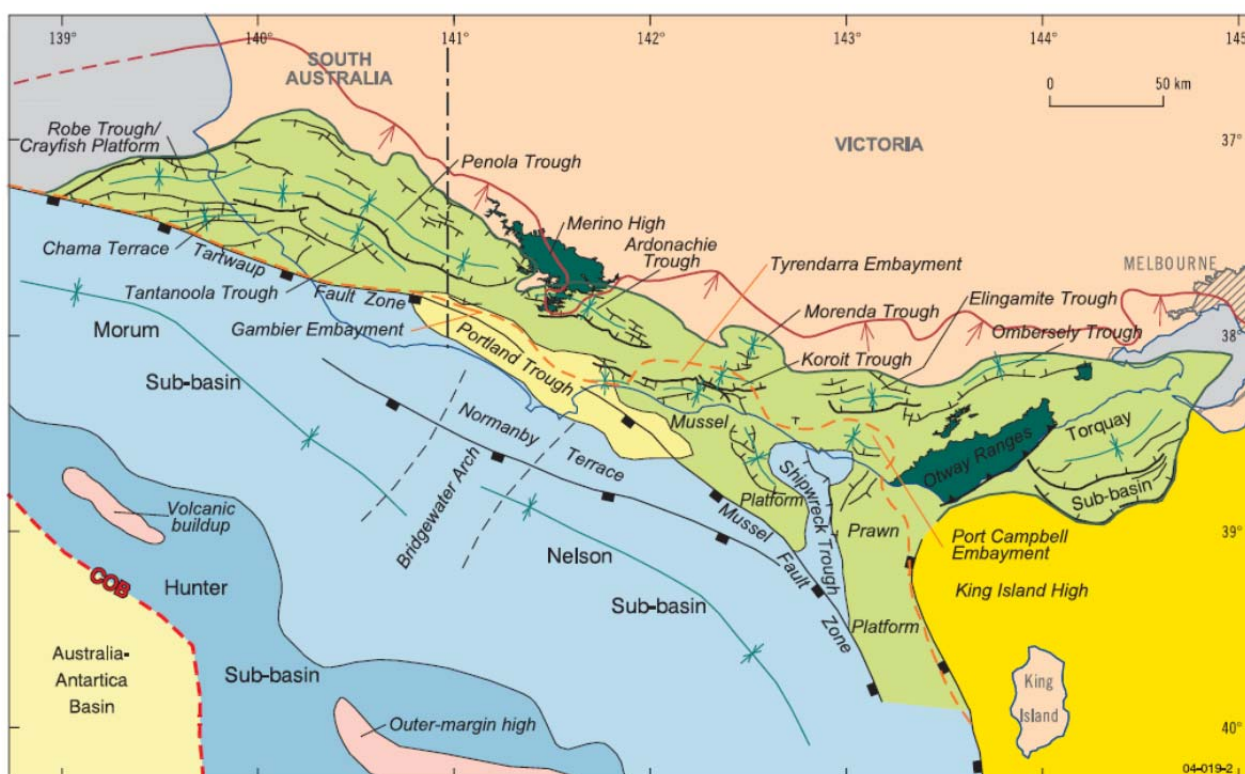 139°
140°
141°
142°
143°
144°
145
SOUTH
AUSTRALIA
0
50 km
VICTORIA
37°
Robe Trough/
Crayfish Platform
Penola Trough
Merino High
Ardonachie
Trough
Tyrendarra Embayment
MELBOURNE
Chama Terrace
Tartwaup
Fault Zone
Tantanoola Trough
Morenda Trough
Elingamite Trough
Ombersely Trough
Gambier Embayment
Koroit Trough
38°
Morum
Sub-basin
Portland Trough
Mussel
Platform
Normanby
Terrace
Bridgewater Arch
Shipwreck Trough
Otway Ranges
Torquay
Sub-basin
Volcanic
buildup
Mussel
Fault
Zone
Prawn
Platform
Port Campbell
Embayment
39°
COB
Hunter
Sub-basin
Nelson
Sub-basin
King Island High
Australia-
Antartica
Basin
Outer-margin high
King
Island
40°
04-019-2